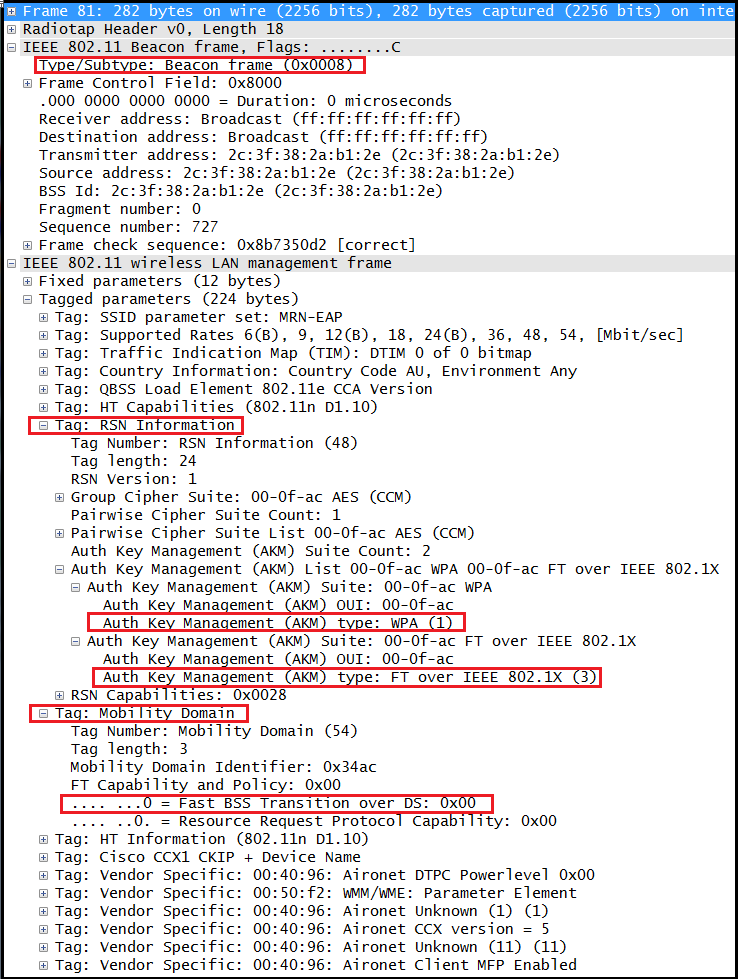 Frame 81: 282 bytes on wire (2256 bits), 282 bytes captured (2256 bits) on inte
Radiotap Header v0, Length 18
IEEE 802.11 Beacon frame, Flags: ........C
Type/Subtype: Beacon frame (0x0008)
Frame Control Field: 0x8000
.000 0000 0000 0000 = Duration: 0 microseconds
Receiver address: Broadcast (ff:ff:ff:ff:ff:ff)
Destination address: Broadcast (ff:ff:ff:ff:ff:ff)
Transmitter address: 2c:3f:38:2a:b1:2e (2c:3f:38:2a:b1:2e)
Source address: 2c:3f:38:2a:b1:2e (2c:3f:38:2a:b1:2e)
BSS Id: 2c:3f:38:2a:b1:2e (2c:3f:38:2a:b1:2e)
Fragment number: 0
Sequence number: 727
Frame check sequence: 0x8b7350d2 [correct]
IEEE 802.11 wireless LAN management frame
Fixed parameters (12 bytes)
Tagged parameters (224 bytes)
Tag: SSID parameter set: MRN-EAP
Tag: Supported Rates 6(B), 9, 12(B), 18, 24(B), 36, 48, 54, [Mbit/sec]
Tag: Traffic Indication Map (TIM): DTIM 0 of 0 bitmap
Tag: Country Information: Country Code AU, Environment Any
Tag: QBSS Load Element 802.11e CCA Version
Tag: HT Capabilities (802.11n D1.10)
Tag: RSN Information
Tag Number: RSN Information (48)
Tag length: 24
RSN Version: 1
Group Cipher Suite: 00-0f-ac AES (CCM)
Pairwise Cipher Suite Count: 1
Pairwise Cipher Suite List 00-0f-ac AES (CCM)
Auth Key Management (AKM) Suite Count: 2
Auth Key Management (AKM) List 00-0f-ac WPA 00-0f-ac FT over IEEE 802.1X
Auth Key Management (AKM) Suite: 00-0f-ac WPA
Auth Key Management (AKM) OUI: 00-0f-ac
Auth Key Management (AKM) type: WPA (1)
Auth Key Management (AKM) Suite: 00-0f-ac FT over IEEE 802.1X
Auth Key Management (AKM) OUI: 00-0f-ac
Auth Key Management (AKM) type: FT over IEEE 802.1X (3)
RSN Capabilities: 0x0028
Tag: Mobility Domain
Tag Number: Mobility Domain (54)
Tag length: 3
Mobility Domain Identifier: 0x34ac
FT Capability and Policy: 0x00
.... ...0 = Fast BSS Transition over DS: 0x00
.... ..0. = Resource Request Protocol Capability: 0x00
Tag: HT Information (802.11n D1.10)
Tag: Cisco CCX1 CKIP + Device Name
Tag: Vendor Specific: 00:40:96: Aironet DTPC Powerlevel 0x00
Tag: Vendor Specific: 00:50:f2: WMM/WME: Parameter Element
Tag: Vendor Specific: 00:40:96: Aironet Unknown (1) (1)
Tag: Vendor Specific: 00:40:96: Aironet CCX version = 5
Tag: Vendor Specific: 00:40:96: Aironet Unknown (11) (11)
Tag: Vendor Specific: 00:40:96: Aironet Client MFP Enabled